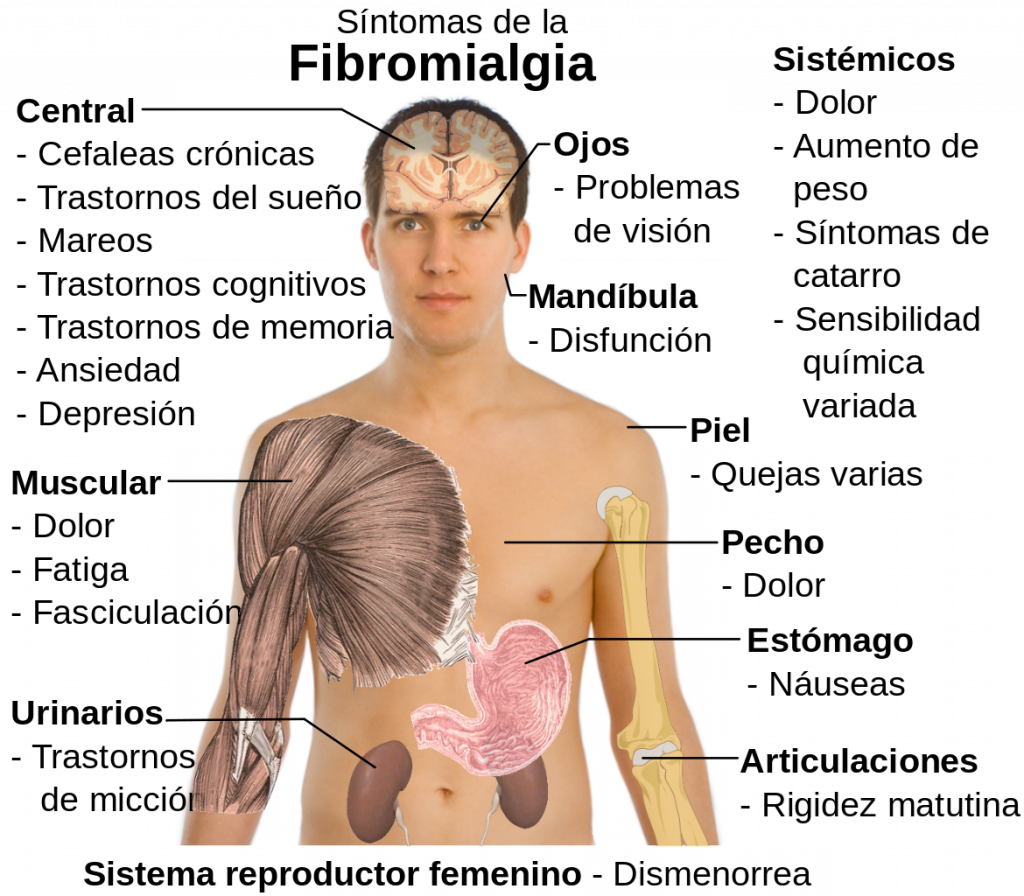 Síntomas de la
Fibromialgia
Central
- Cefaleas crónicas
- Trastornos del sueño
- Mareos
- Trastornos cognitivos
- Trastornos de memoria
- Ansiedad
- Depresión
Ojos
- Problemas
de visión
Mandíbula
- Disfunción
Sistémicos
- Dolor
- Aumento de
peso
- Síntomas de
catarro
- Sensibilidad
química
variada
Muscular
- Dolor
- Fatiga
- Fasciculación
Piel
- Quejas varias
Pecho
- Dolor
Estómago
- Náuseas
Urinarios
- Trastornos
de micción
Articulaciones
- Rigidez matutina
Sistema reproductor femenino - Dismenorrea